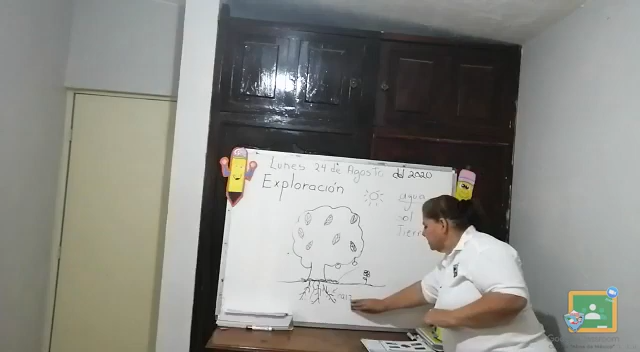 Lunes 24 de Agosto del 2020
Exploración
agua
sol
Tierra